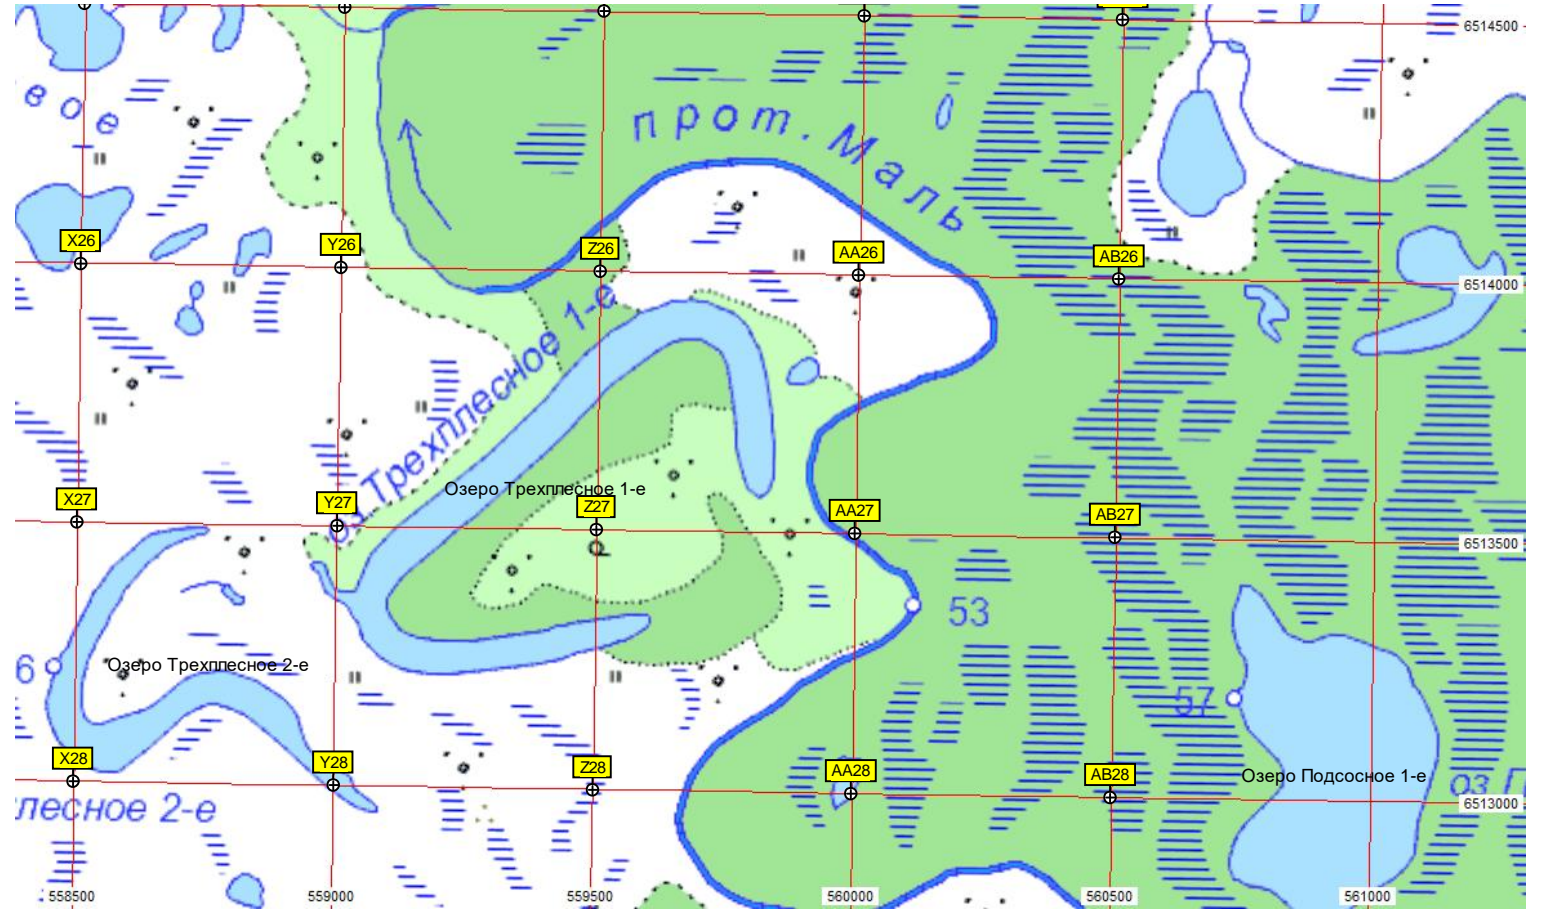 6514500
вое
прот. Маль
X26
Y26
Z26
AA26
AB26
6514000
оз Трехплесное 1-е
Озеро Трехплесное 1-е
X27
Y27
Z27
AA27
AB27
6513500
53
6
Озеро Трехплесное 2-е
57
X28
Y28
Z28
AA28
AB28
Озеро Подсосное 1-е
оз П
6513000
плесное 2-е
558500
559000
559500
560000
560500
561000